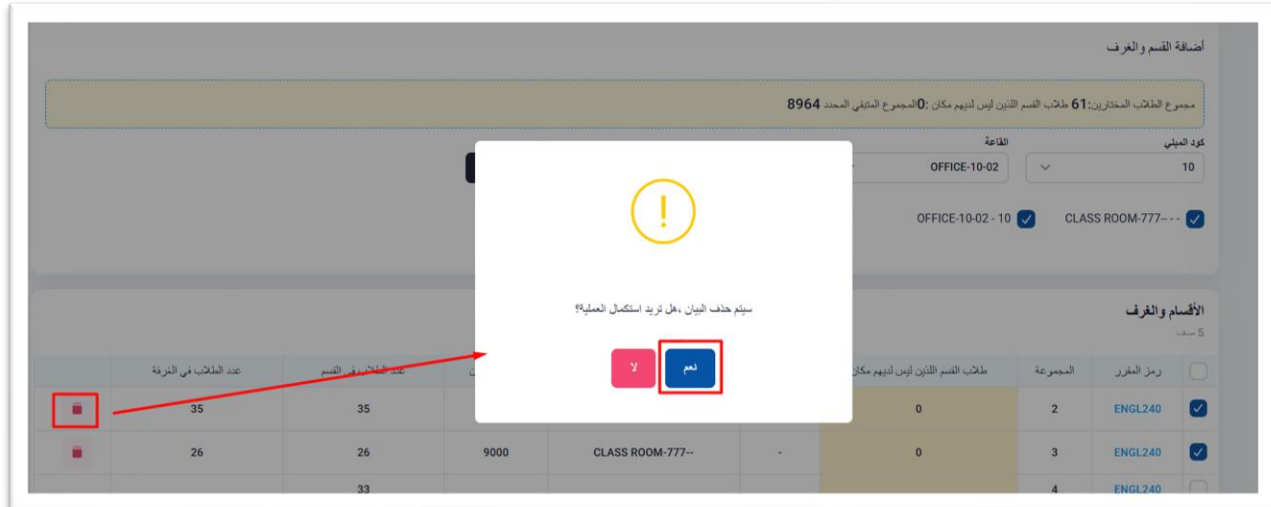 أضافة القسم والغرف
مجموع الطلاب المختارين:61 طلاب القسم اللذين ليس لديهم مكان :0المجموع المتبقي المحدد 8964
كود المبنى القاعة
10 OFFICE-10-02
CLASS ROOM-777-- - - OFFICE-10-02 - 10
سيتم حذف البيان ،هل تريد استكمال العملية؟
نعم لا
الأقسام والغرف
5 صف
رمز المقرر المجموعة طلاب القسم اللذين ليس لديهم مكان عدد الطلاب في القسم عدد الطلاب في الغرفة
ENGL240 2 0 35 35
ENGL240 3 0 - CLASS ROOM-777-- 9000 26 26
ENGL240 4 33